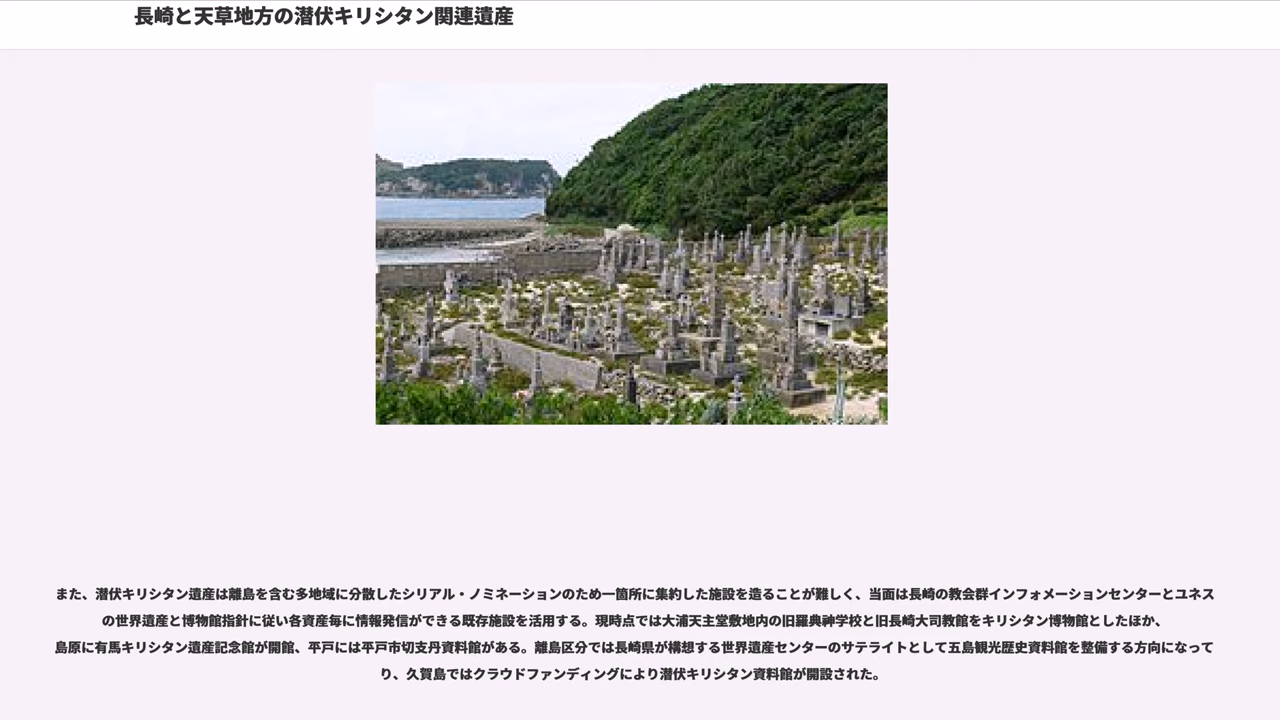 長崎と天草地方の潜伏キリシタン関連遺産
また、潜伏キリシタン遺産は離島を含む多地域に分散したシリアル・ノミネーションのため一箇所に集約した施設を造ることが難しく、当面は長崎の教会群インフォメーションセンターとユネス
の世界遺産と博物館指針に従い各資産毎に情報発信ができる既存施設を活用する。現時点では大浦天主堂敷地内の旧羅典神学校と旧長崎大司教館をキリシタン博物館としたほか、
島原に有馬キリシタン遺産記念館が開館、平戸には平戸市切支丹資料館がある。離島区分では長崎県が構想する世界遺産センターのサテライトとして五島観光歴史資料館を整備する方向になって
り、久賀島ではクラウドファンディングにより潜伏キリシタン資料館が開設された。